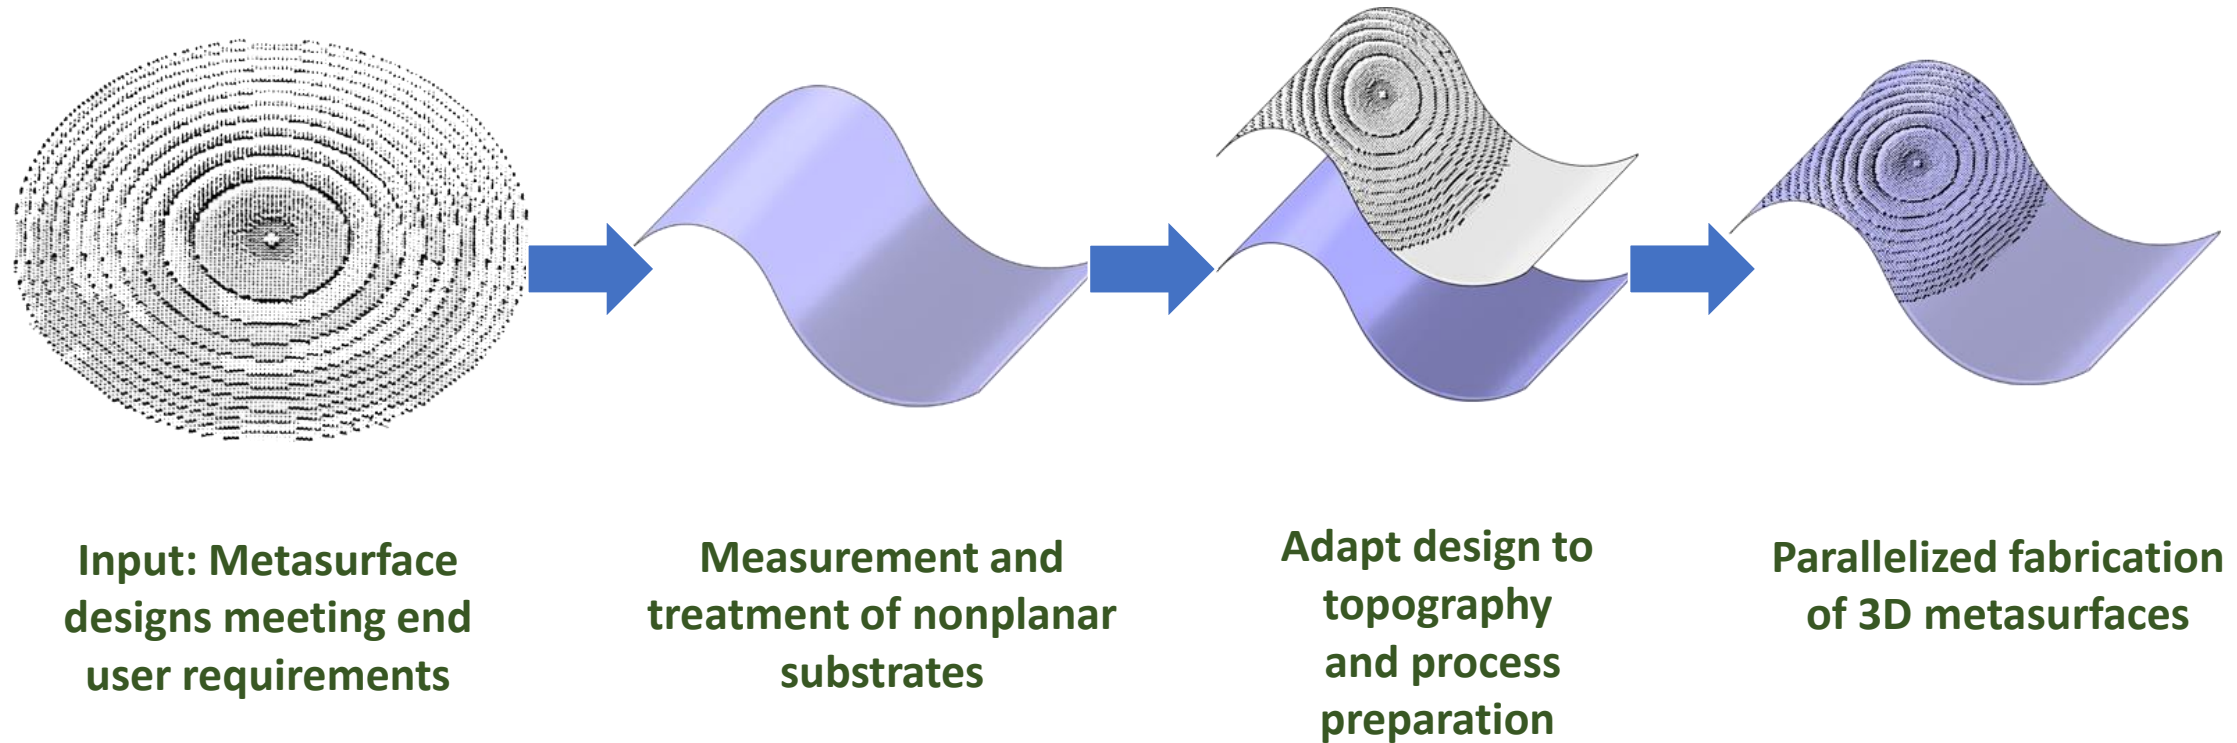 Input: Metasurface
designs meeting end
user requirements
Measurement and
treatment of nonplanar
substrates
Adapt design to
topography
and process
preparation
Parallelized fabrication
of 3D metasurfaces